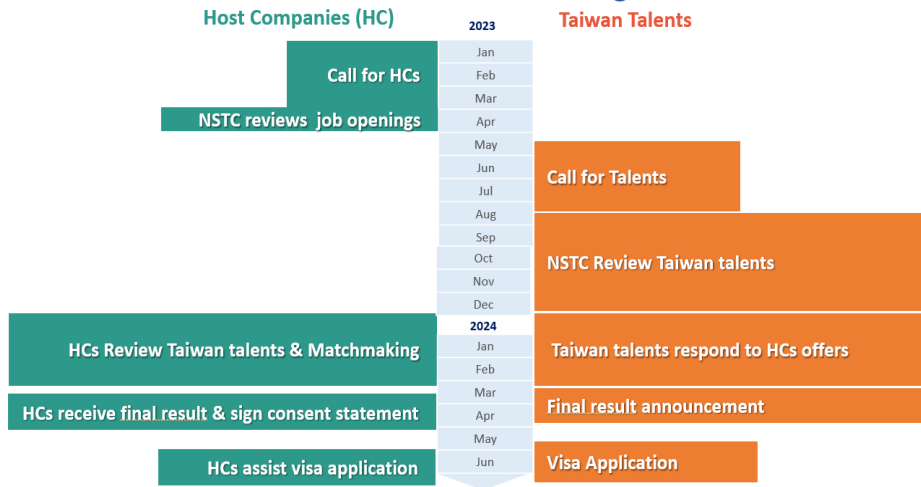 Host Companies (HC)
2023
Taiwan Talents
Jan
Call for HCs
Feb
Mar
NSTC reviews job openings
Apr
May
Jun
Call for Talents
Jul
Aug
Sep
Oct
NSTC Review Taiwan talents
Nov
Dec
2024
HCs Review Taiwan talents & Matchmaking
Jan
Taiwan talents respond to HCs offers
Feb
Mar
HCs receive final result & sign consent statement
Final result announcement
Apr
May
HCs assist visa application
Jun
Visa Application